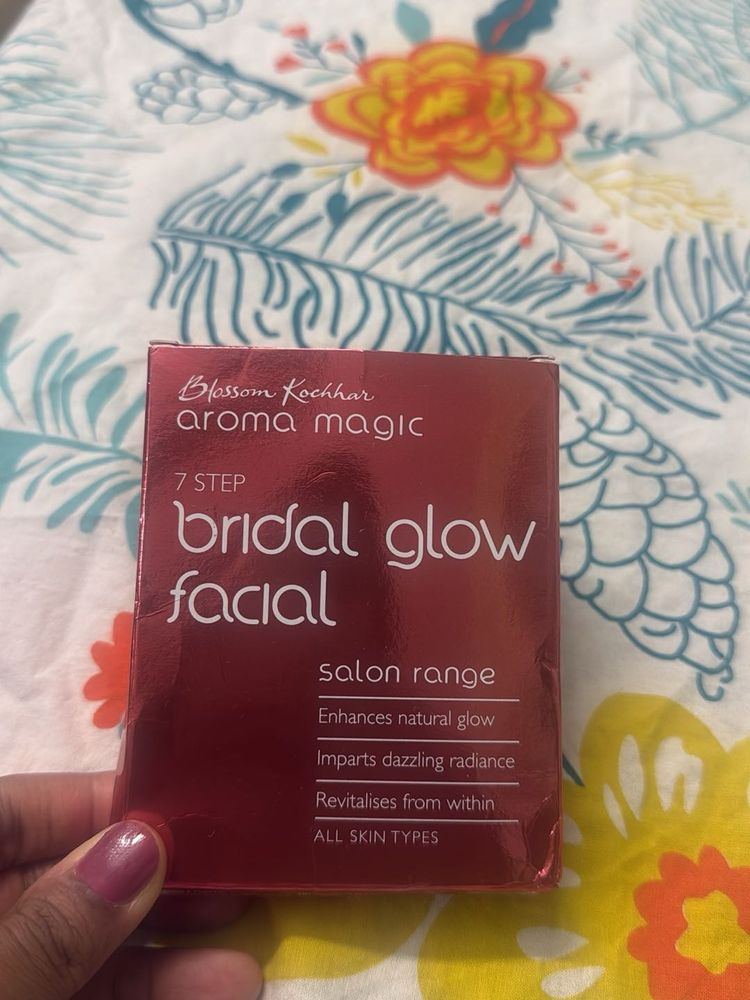 Blossom Kochhar
aroma magic
7 STEP
bridal glow
facial
salon range
Enhances natural glow
Imparts dazzling radiance
Revitalises from within
ALL SKIN TYPES